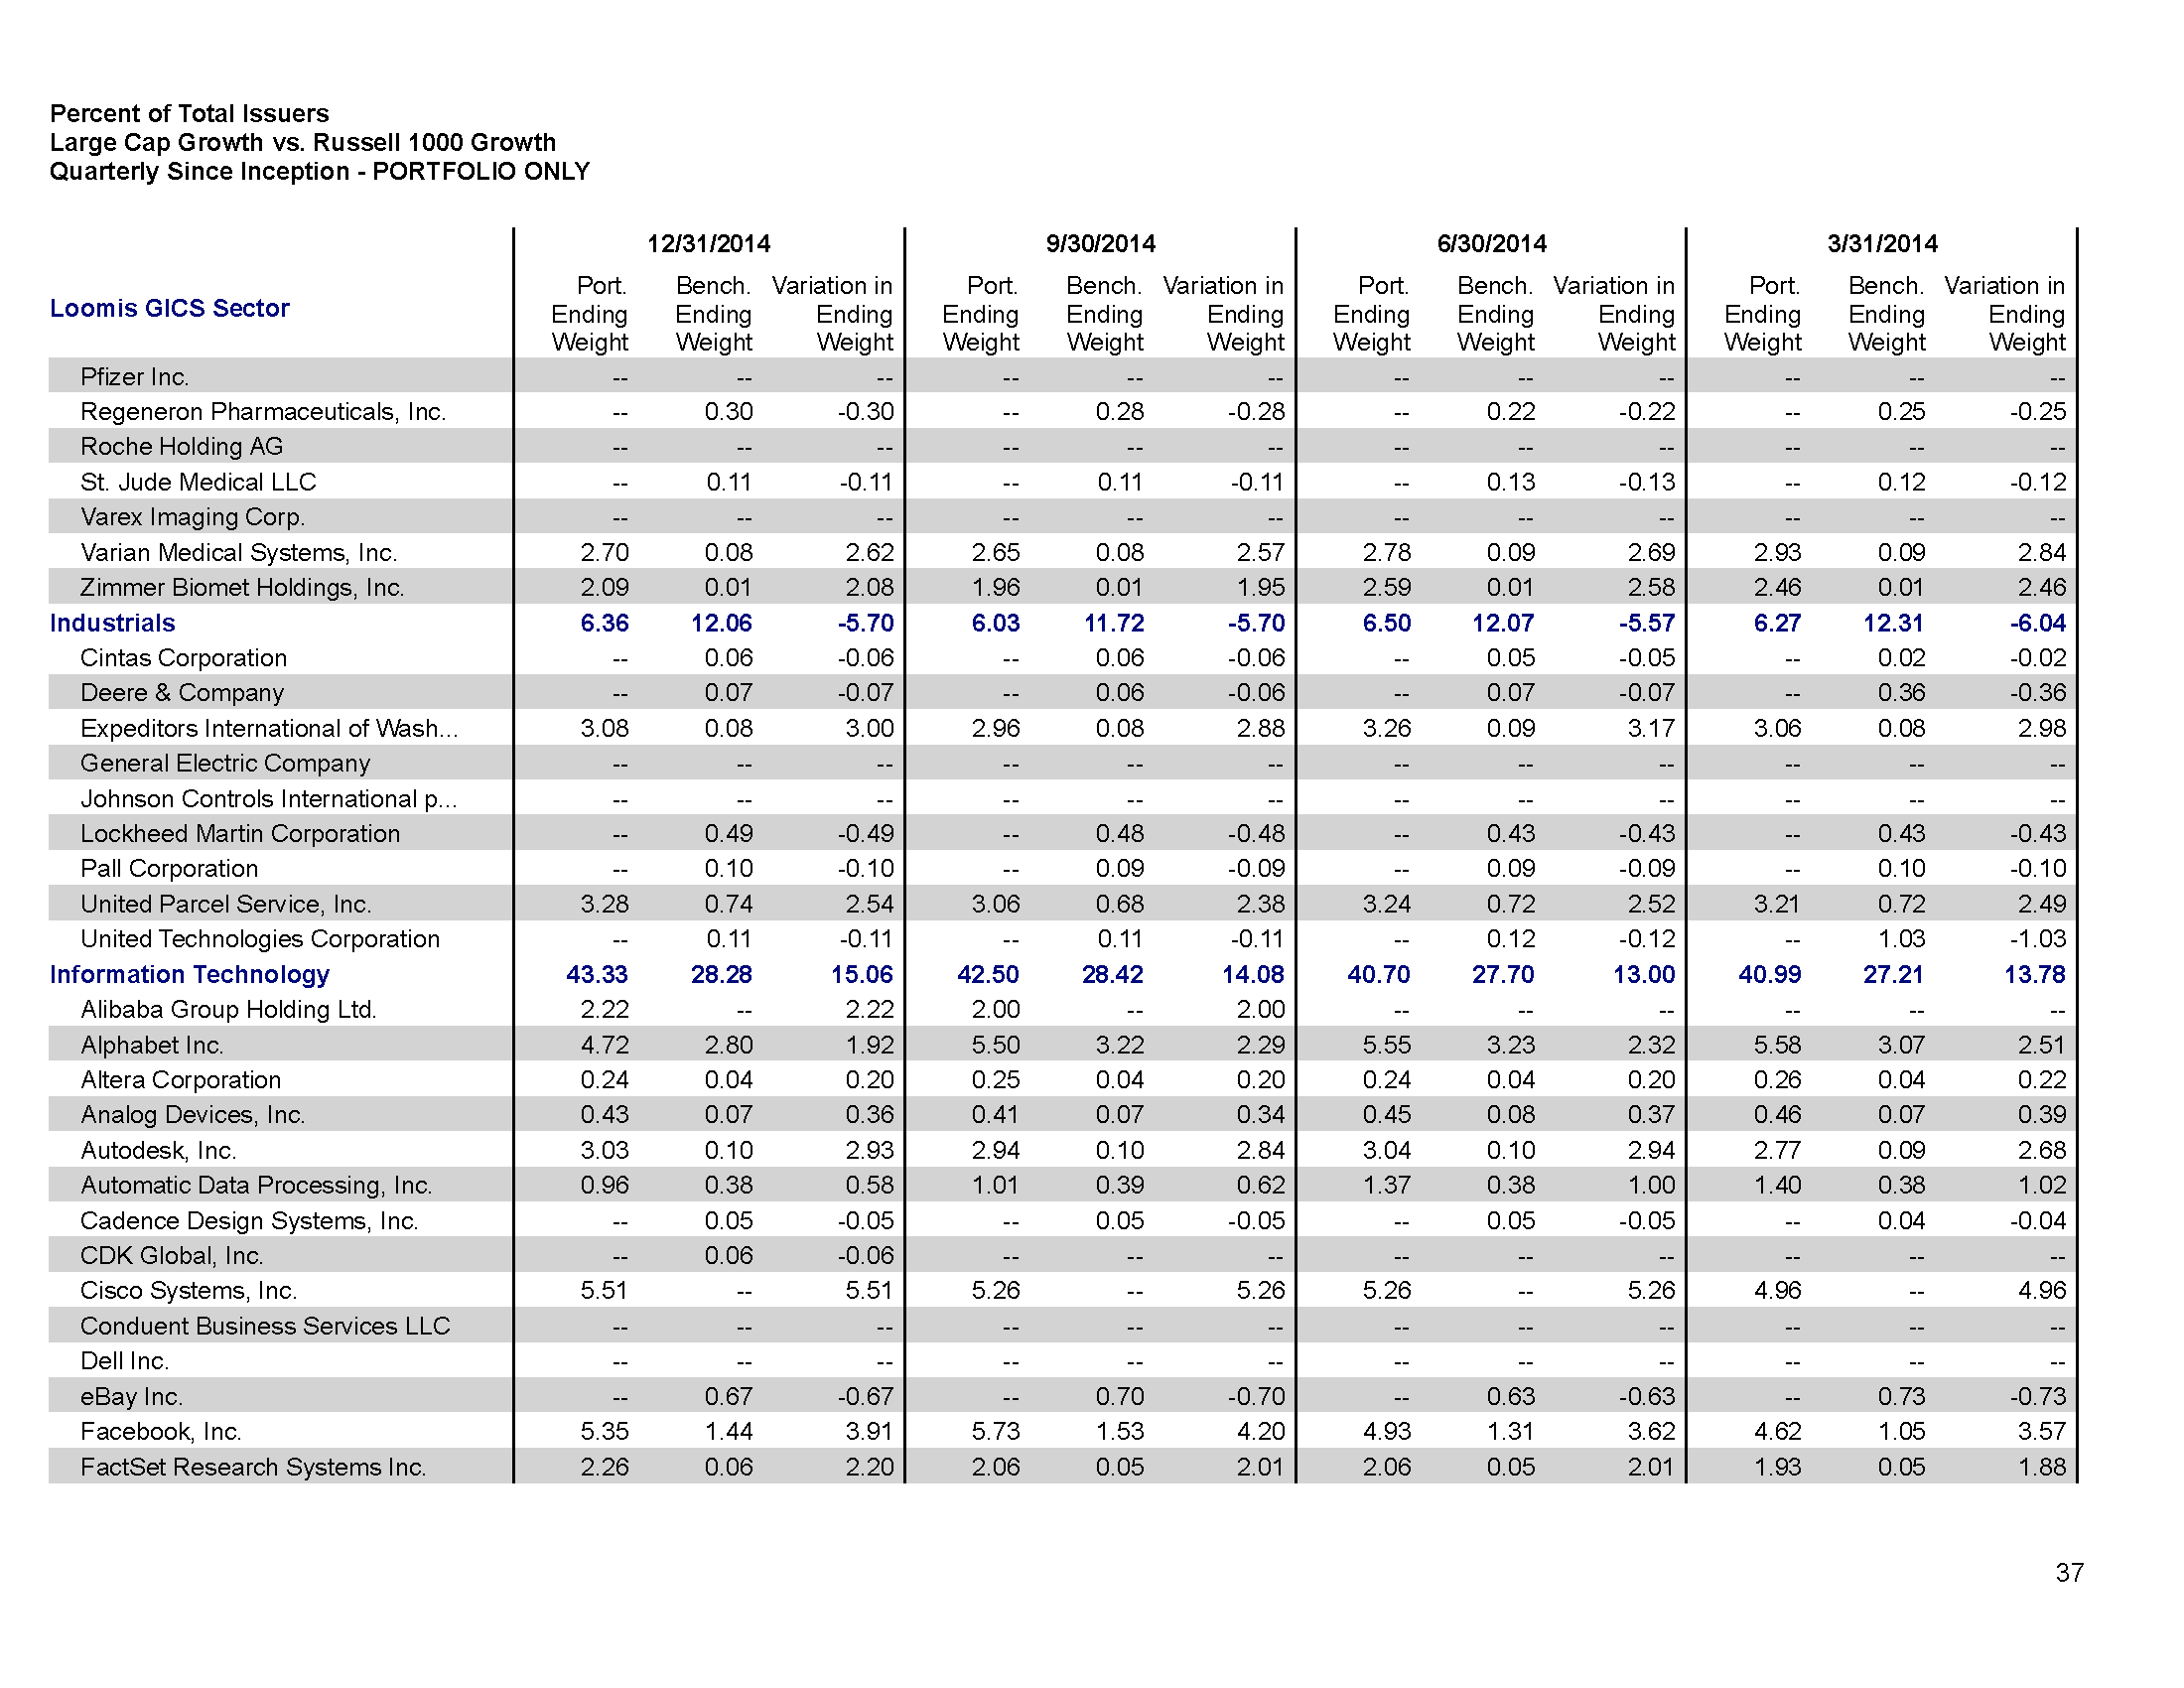 Percent of Total Issuers
Large Cap Growth vs. Russell 1000 Growth
Quarterly Since Inception - PORTFOLIO ONLY
12/31/2014 9/30/2014 6/30/2014 3/31/2014
Loomis GICS Sector
Port. Bench. Variation in Port. Bench. Variation in Port. Bench. Variation in Port. Bench. Variation in
Ending Ending Ending Ending Ending Ending Ending Ending Ending Ending Ending Ending
Weight Weight Weight Weight Weight Weight Weight Weight Weight Weight Weight Weight
Pfizer Inc. -- -- -- -- -- -- -- -- -- -- -- --
Regeneron Pharmaceuticals, Inc. -- 0.30 -0.30 -- 0.28 -0.28 -- 0.22 -0.22 -- 0.25 -0.25
Roche Holding AG -- -- -- -- -- -- -- -- -- -- -- --
St. Jude Medical LLC -- 0.11 -0.11 -- 0.11 -0.11 -- 0.13 -0.13 -- 0.12 -0.12
Varex Imaging Corp. -- -- -- -- -- -- -- -- -- -- -- --
Varian Medical Systems, Inc. 2.70 0.08 2.62 2.65 0.08 2.57 2.78 0.09 2.69 2.93 0.09 2.84
Zimmer Biomet Holdings, Inc. 2.09 0.01 2.08 1.96 0.01 1.95 2.59 0.01 2.58 2.46 0.01 2.46
Industrials 6.36 12.06 -5.70 6.03 11.72 -5.70 6.50 12.07 -5.57 6.27 12.31 -6.04
Cintas Corporation -- 0.06 -0.06 -- 0.06 -0.06 -- 0.05 -0.05 -- 0.02 -0.02
Deere & Company -- 0.07 -0.07 -- 0.06 -0.06 -- 0.07 -0.07 -- 0.36 -0.36
Expeditors International of Wash... 3.08 0.08 3.00 2.96 0.08 2.88 3.26 0.09 3.17 3.06 0.08 2.98
General Electric Company -- -- -- -- -- -- -- -- -- -- -- --
Johnson Controls International p... -- -- -- -- -- -- -- -- -- -- -- --
Lockheed Martin Corporation -- 0.49 -0.49 -- 0.48 -0.48 -- 0.43 -0.43 -- 0.43 -0.43
Pall Corporation -- 0.10 -0.10 -- 0.09 -0.09 -- 0.09 -0.09 -- 0.10 -0.10
United Parcel Service, Inc. 3.28 0.74 2.54 3.06 0.68 2.38 3.24 0.72 2.52 3.21 0.72 2.49
United Technologies Corporation -- 0.11 -0.11 -- 0.11 -0.11 -- 0.12 -0.12 -- 1.03 -1.03
Information Technology 43.33 28.28 15.06 42.50 28.42 14.08 40.70 27.70 13.00 40.99 27.21 13.78
Alibaba Group Holding Ltd. 2.22 -- 2.22 2.00 -- 2.00 -- -- -- -- -- --
Alphabet Inc. 4.72 2.80 1.92 5.50 3.22 2.29 5.55 3.23 2.32 5.58 3.07 2.51
Altera Corporation 0.24 0.04 0.20 0.25 0.04 0.20 0.24 0.04 0.20 0.26 0.04 0.22
Analog Devices, Inc. 0.43 0.07 0.36 0.41 0.07 0.34 0.45 0.08 0.37 0.46 0.07 0.39
Autodesk, Inc. 3.03 0.10 2.93 2.94 0.10 2.84 3.04 0.10 2.94 2.77 0.09 2.68
Automatic Data Processing, Inc. 0.96 0.38 0.58 1.01 0.39 0.62 1.37 0.38 1.00 1.40 0.38 1.02
Cadence Design Systems, Inc. -- 0.05 -0.05 -- 0.05 -0.05 -- 0.05 -0.05 -- 0.04 -0.04
CDK Global, Inc. -- 0.06 -0.06 -- -- -- -- -- -- -- -- --
Cisco Systems, Inc. 5.51 -- 5.51 5.26 -- 5.26 5.26 -- 5.26 4.96 -- 4.96
Conduent Business Services LLC -- -- -- -- -- -- -- -- -- -- -- --
Dell Inc. -- -- -- -- -- -- -- -- -- -- -- --
eBay Inc. -- 0.67 -0.67 -- 0.70 -0.70 -- 0.63 -0.63 -- 0.73 -0.73
Facebook, Inc. 5.35 1.44 3.91 5.73 1.53 4.20 4.93 1.31 3.62 4.62 1.05 3.57
FactSet Research Systems Inc. 2.26 0.06 2.20 2.06 0.05 2.01 2.06 0.05 2.01 1.93 0.05 1.88
37